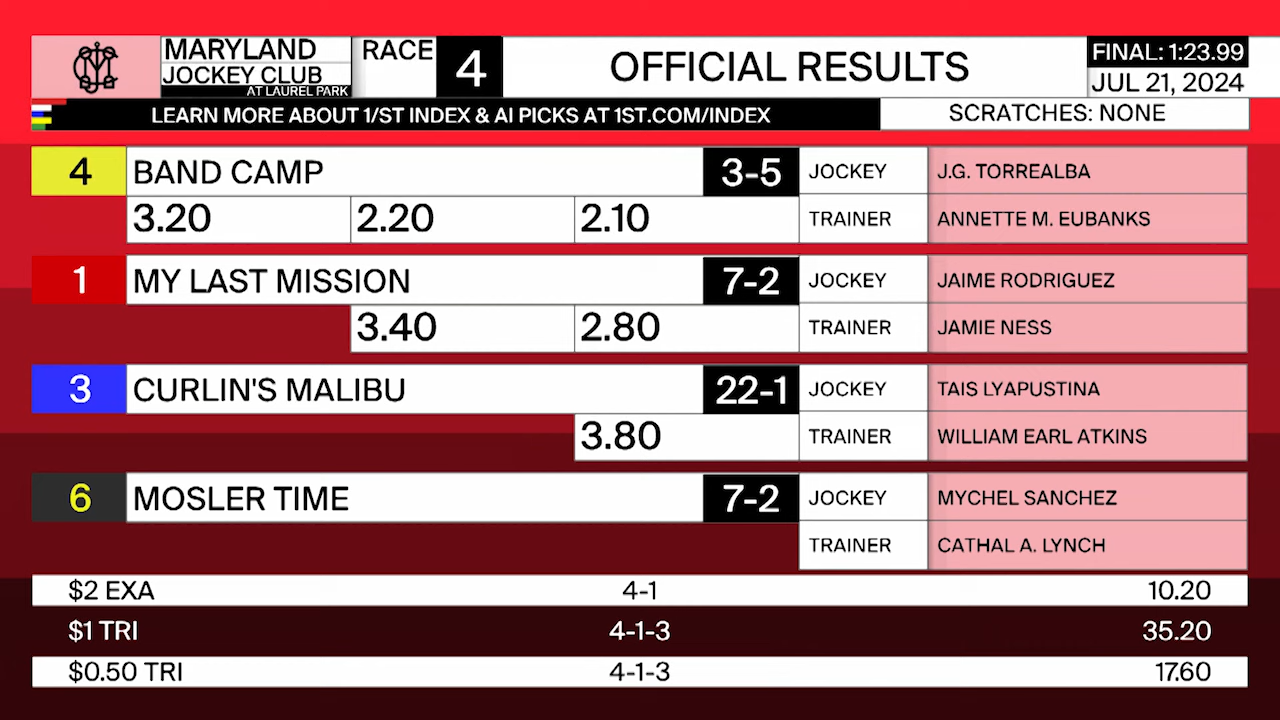 MARYLAND
JOCKEY CLUB
AT LAUREL PARK
RACE 4
OFFICIAL RESULTS
FINAL: 1:23.99
JUL 21, 2024
LEARN MORE ABOUT 1/ST INDEX & AI PICKS AT 1ST.COM/INDEX
SCRATCHES: NONE
4 BAND CAMP 3-5 JOCKEY J.G. TORREALBA
3.20 2.20 2.10 TRAINER ANNETTE M. EUBANKS
1 MY LAST MISSION 7-2 JOCKEY JAIME RODRIGUEZ
3.40 2.80 TRAINER JAMIE NESS
3 CURLIN'S MALIBU 22-1 JOCKEY TAIS LYAPUSTINA
3.80 TRAINER WILLIAM EARL ATKINS
6 MOSLER TIME 7-2 JOCKEY MYCHEL SANCHEZ
TRAINER CATHAL A. LYNCH
$2 EXA 4-1 10.20
$1 TRI 4-1-3 35.20
$0.50 TRI 4-1-3 17.60